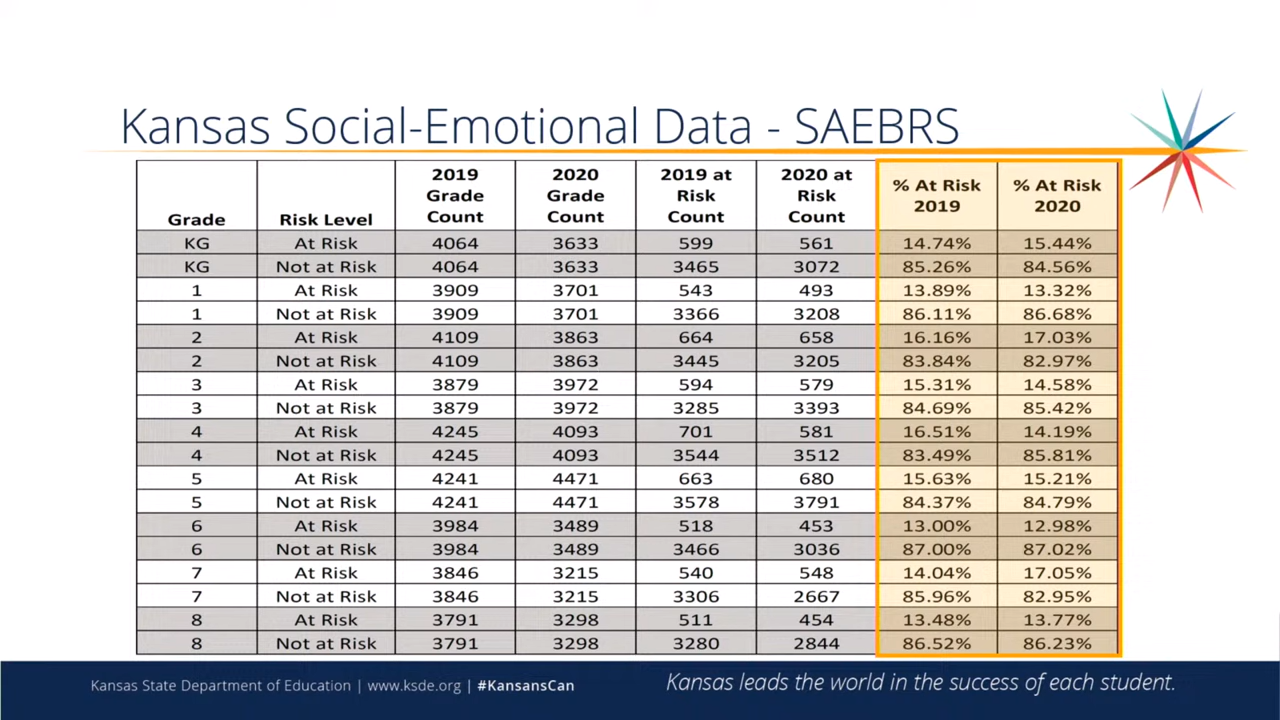 Kansas Social-Emotional Data - SAEBRS
Grade | Risk Level | 2019 Grade Count | 2020 Grade Count | 2019 at Risk Count | 2020 at Risk Count | % At Risk 2019 | % At Risk 2020
KG | At Risk | 4064 | 3633 | 599 | 561 | 14.74% | 15.44%
KG | Not at Risk | 4064 | 3633 | 3465 | 3072 | 85.26% | 84.56%
1 | At Risk | 3909 | 3701 | 543 | 493 | 13.89% | 13.32%
1 | Not at Risk | 3909 | 3701 | 3366 | 3208 | 86.11% | 86.68%
2 | At Risk | 4109 | 3863 | 664 | 658 | 16.16% | 17.03%
2 | Not at Risk | 4109 | 3863 | 3445 | 3205 | 83.84% | 82.97%
3 | At Risk | 3879 | 3972 | 594 | 579 | 15.31% | 14.58%
3 | Not at Risk | 3879 | 3972 | 3285 | 3393 | 84.69% | 85.42%
4 | At Risk | 4245 | 4093 | 701 | 581 | 16.51% | 14.19%
4 | Not at Risk | 4245 | 4093 | 3544 | 3512 | 83.49% | 85.81%
5 | At Risk | 4241 | 4471 | 663 | 680 | 15.63% | 15.21%
5 | Not at Risk | 4241 | 4471 | 3578 | 3791 | 84.37% | 84.79%
6 | At Risk | 3984 | 3489 | 518 | 453 | 13.00% | 12.98%
6 | Not at Risk | 3984 | 3489 | 3466 | 3036 | 87.00% | 87.02%
7 | At Risk | 3846 | 3215 | 540 | 548 | 14.04% | 17.05%
7 | Not at Risk | 3846 | 3215 | 3306 | 2667 | 85.96% | 82.95%
8 | At Risk | 3791 | 3298 | 511 | 454 | 13.48% | 13.77%
8 | Not at Risk | 3791 | 3298 | 3280 | 2844 | 86.52% | 86.23%
Kansas State Department of Education | www.ksde.org | #KansansCan
Kansas leads the world in the success of each student.